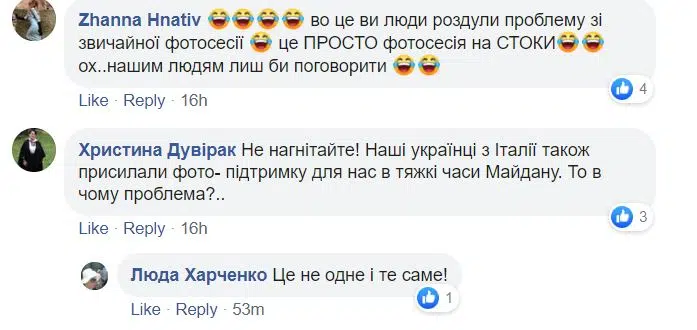 Zhanna Hnativ 😂😂😂😂 во це ви люди роздули проблему зі
звичайної фотосесії 😂 це ПРОСТО фотосесія на СТОКИ😂😂
ох..нашим людям лиш би поговорити 😂😂
4
Like · Reply · 16h
Христина Дувірак Не нагнітайте! Наші українці з Італії також
присилали фото- підтримку для нас в тяжкі часи Майдану. То в
чому проблема?..
3
Like · Reply · 16h
Люда Харченко Це не одне і те саме!
1
Like · Reply · 53m